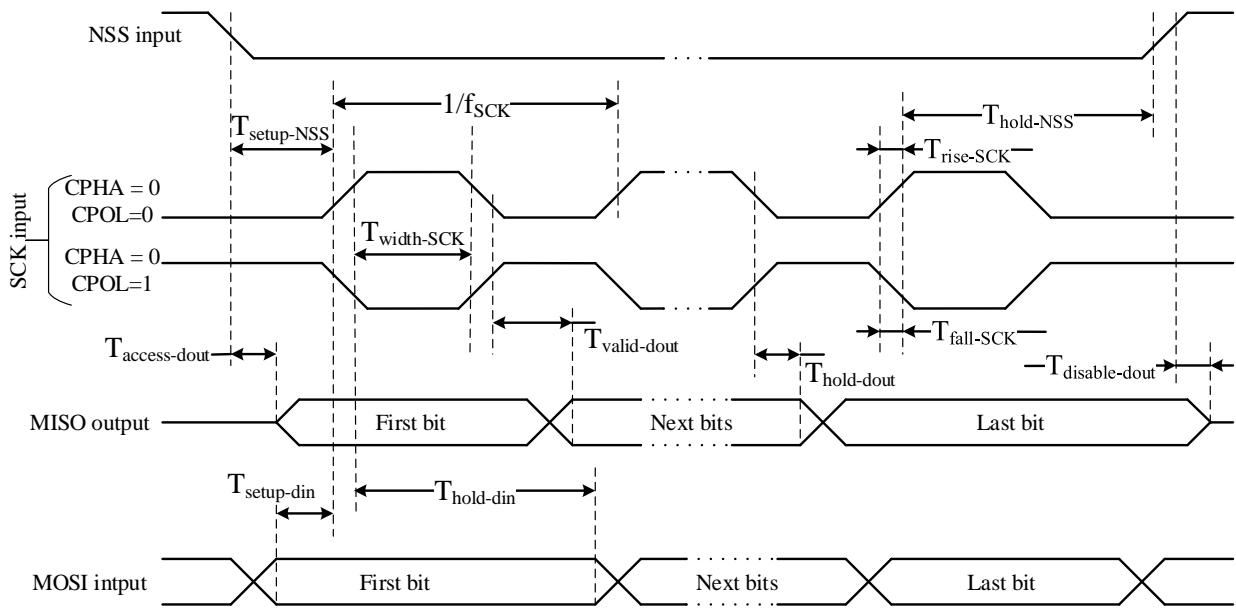 NSS input
1/fSCK
Tsetup-NSS
Thold-NSS
Trise-SCK
SCK input
CPHA = 0
CPOL=0
Twidth-SCK
CPHA = 0
CPOL=1
Tvalid-dout
Tfall-SCK
Taccess-dout
Thold-dout
Tdisable-dout
MISO output
First bit
Next bits
Last bit
Tsetup-din
Thold-din
MOSI intput
First bit
Next bits
Last bit